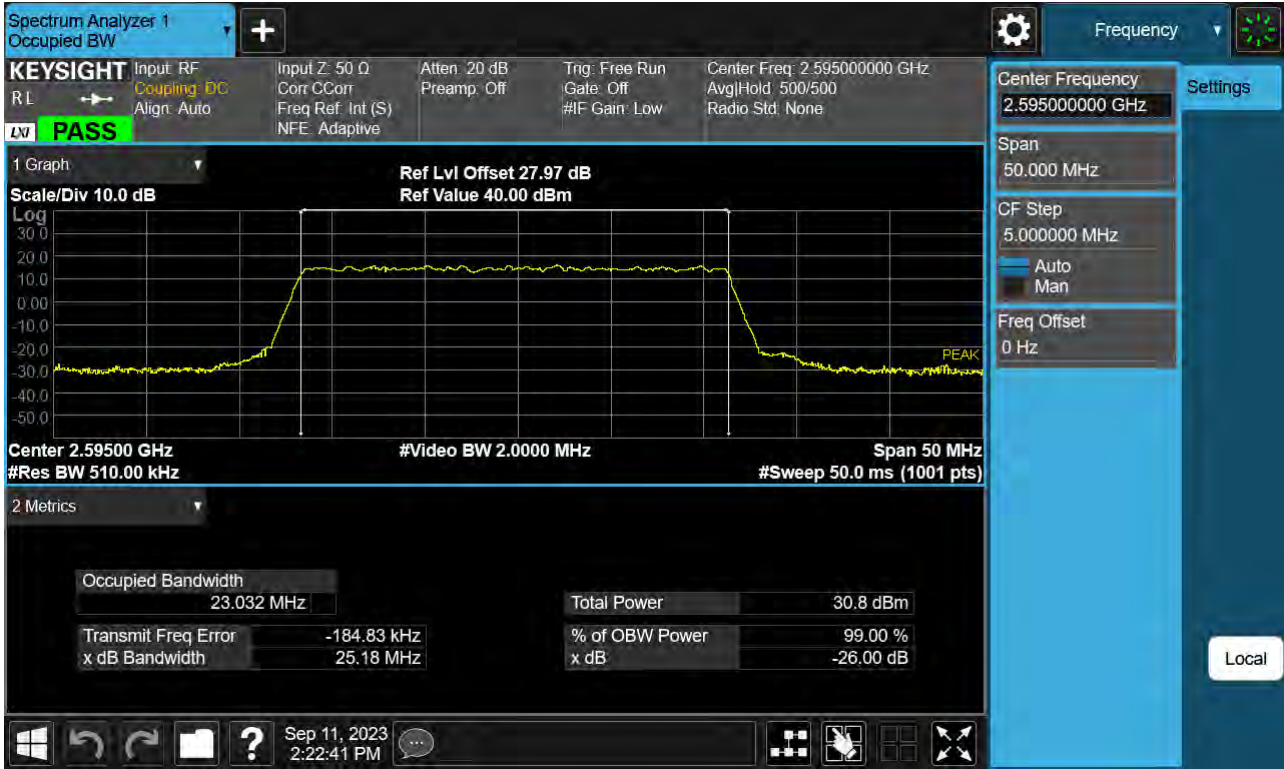 Spectrum Analyzer 1
Occupied BW
Frequency
KEYSIGHT
R L
LXI
PASS
Input: RF
Coupling: DC
Align: Auto
Input Z: 50 Ω
Corr CCorr
Freq Ref: Int (S)
NFE: Adaptive
Atten: 20 dB
Preamp: Off
Trig: Free Run
Gate: Off
#IF Gain: Low
Center Freq: 2.595000000 GHz
Avg|Hold: 500/500
Radio Std: None
Center Frequency
2.595000000 GHz
Settings
Span
50.000 MHz
CF Step
5.000000 MHz
Auto
Man
Freq Offset
0 Hz
Local
1 Graph
Scale/Div 10.0 dB
Ref Lvl Offset 27.97 dB
Ref Value 40.00 dBm
Log
30.0
20.0
10.0
0.00
-10.0
-20.0
-30.0
-40.0
-50.0
PEAK
Center 2.59500 GHz
#Video BW 2.0000 MHz
Span 50 MHz
#Res BW 510.00 kHz
#Sweep 50.0 ms (1001 pts)
2 Metrics
Occupied Bandwidth
23.032 MHz
Total Power 30.8 dBm
Transmit Freq Error -184.83 kHz
% of OBW Power 99.00 %
x dB Bandwidth 25.18 MHz
x dB -26.00 dB
?
Sep 11, 2023
2:22:41 PM